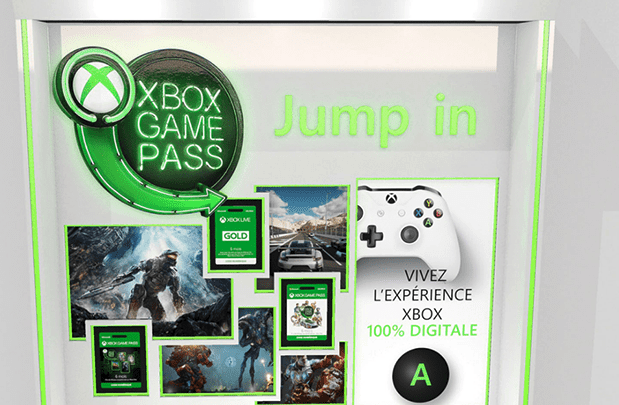 XBOX
GAME
PASS
Jump in
XBOX LIVE
GOLD
XBOX GAME PASS
XBOX GAME PASS
VIVEZ
L'EXPÉRIENCE
XBOX
100% DIGITALE
A